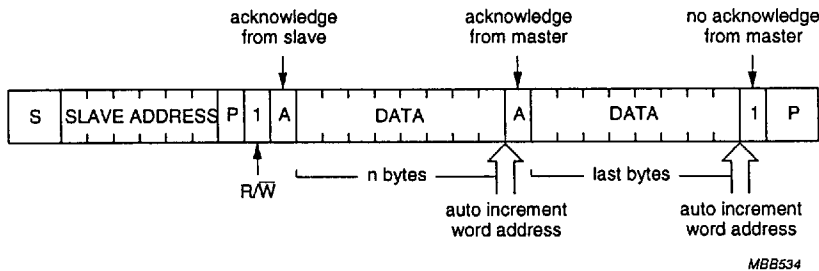 acknowledge
from slave
acknowledge
from master
no acknowledge
from master
S SLAVE ADDRESS P 1 A DATA A DATA 1 P
R/W̅
n bytes
last bytes
auto increment
word address
auto increment
word address
MBB534